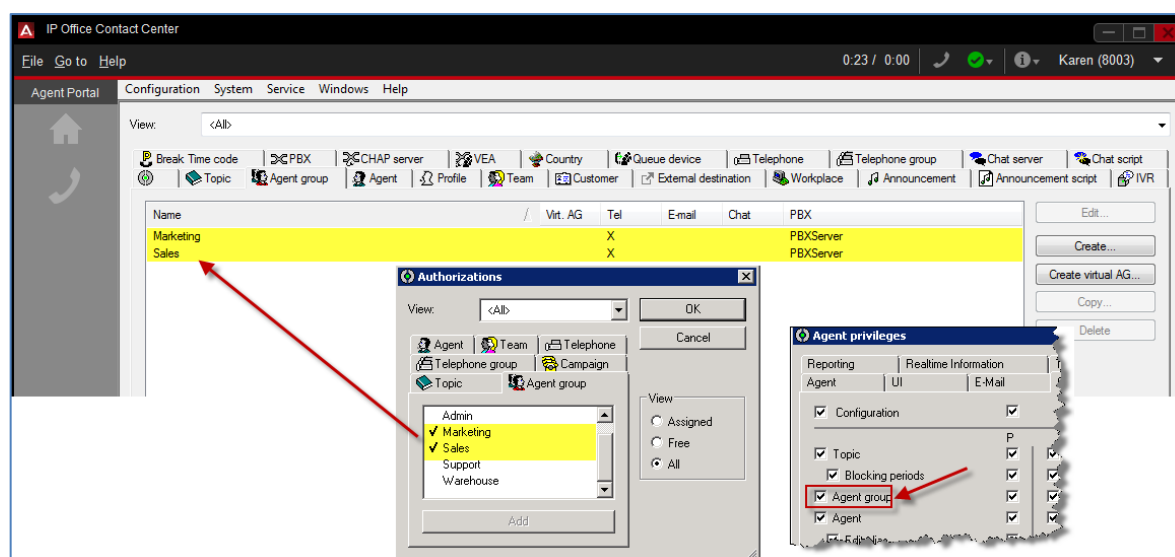 IP Office Contact Center
File Go to Help 0:23 / 0:00 Karen (8003)
Agent Portal Configuration System Service Windows Help
View: <All>
Break Time code PBX CHAP server VEA Country Queue device Telephone Telephone group Chat server Chat script
Topic Agent group Agent Profile Team Customer External destination Workplace Announcement Announcement script IVR
Name / Virt. AG Tel E-mail Chat PBX
Marketing X PBXServer
Sales X PBXServer
Edit...
Create...
Create virtual AG...
Copy...
Delete
Authorizations
View: <All>
OK
Cancel
Agent Team Telephone
Telephone group Campaign
Topic Agent group
Admin
Marketing
Sales
Support
Warehouse
Add
View
Assigned
Free
All
Agent privileges
Reporting Realtime Information
Agent UI E-Mail
Configuration
P
Topic
Blocking periods
Agent group
Agent